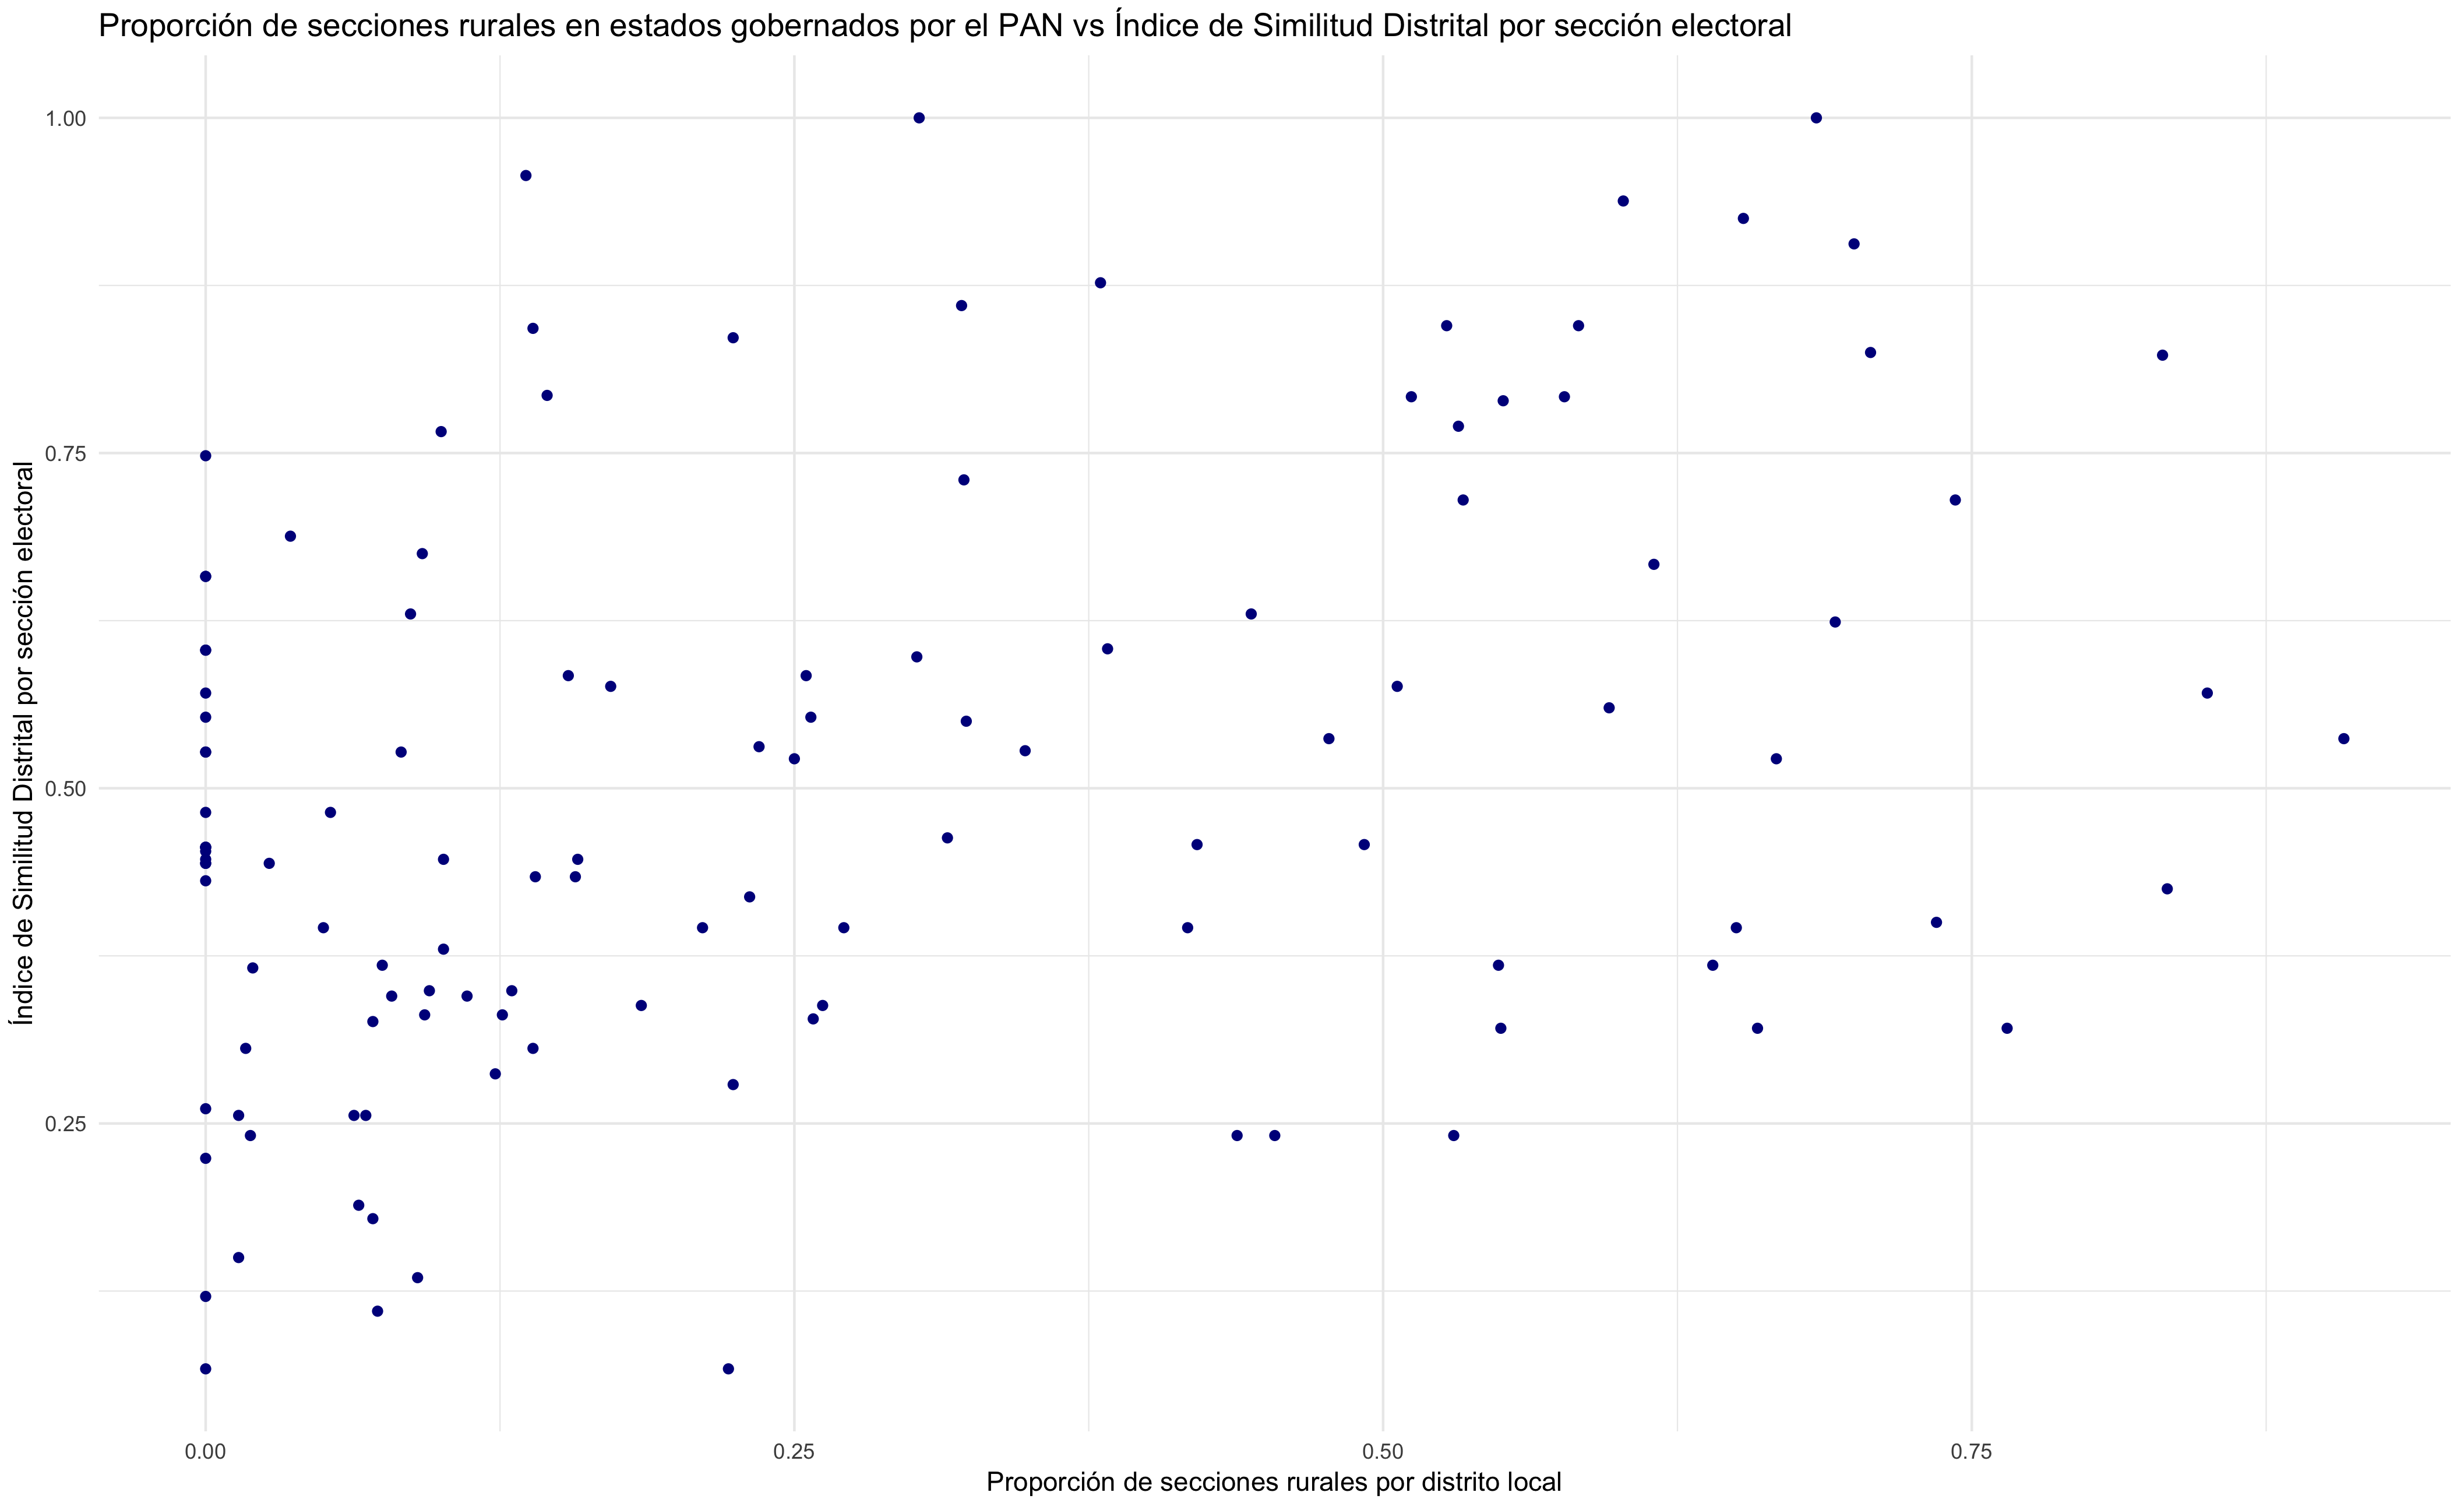 Proporción de secciones rurales en estados gobernados por el PAN vs Índice de Similitud Distrital por sección electoral
Índice de Similitud Distrital por sección electoral
1.00
0.75
0.50
0.25
0.00
0.25
0.50
0.75
Proporción de secciones rurales por distrito local